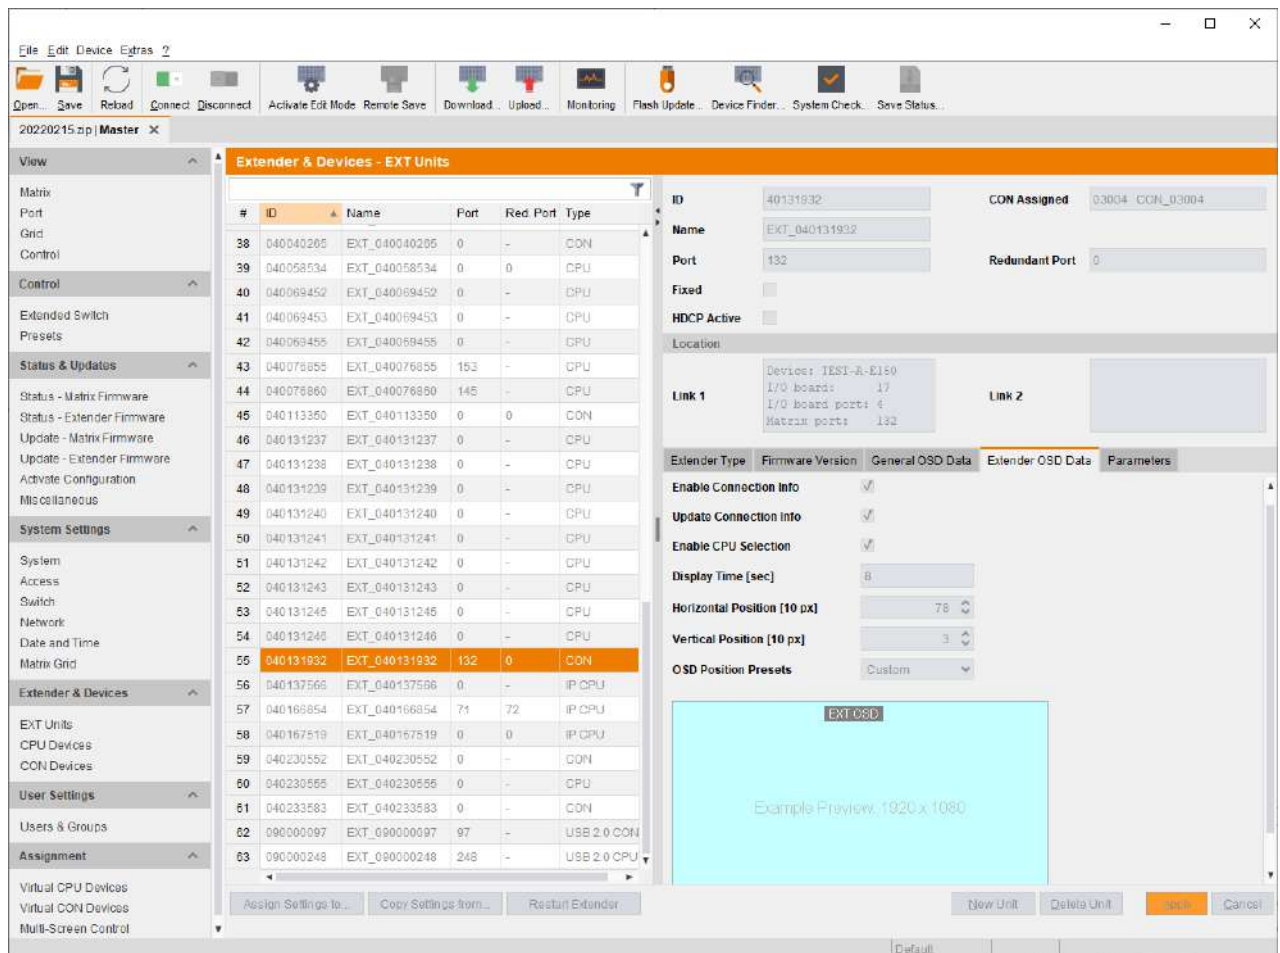 File Edit Device Extras ?
Open... Save Reload Connect Disconnect Activate Edit Mode Remote Save Download... Upload... Monitoring Flash Update... Device Finder... System Check... Save Status...
20220215.zip | Master
View
Matrix
Port
Grid
Control
Control
Extended Switch
Presets
Status & Updates
Status - Matrix Firmware
Status - Extender Firmware
Update - Matrix Firmware
Update - Extender Firmware
Activate Configuration
Miscellaneous
System Settings
System
Access
Switch
Network
Date and Time
Matrix Grid
Extender & Devices
EXT Units
CPU Devices
CON Devices
User Settings
Users & Groups
Assignment
Virtual CPU Devices
Virtual CON Devices
Multi-Screen Control
Extender & Devices - EXT Units
# ID Name Port Red. Port Type
38 040040265 EXT_040040265 0 - CON
39 040058534 EXT_040058534 0 0 CPU
40 040069452 EXT_040069452 0 - CPU
41 040069453 EXT_040069453 0 - CPU
42 040069455 EXT_040069455 0 - CPU
43 040076855 EXT_040076855 153 - CPU
44 040076860 EXT_040076860 145 - CPU
45 040113350 EXT_040113350 0 0 CON
46 040131237 EXT_040131237 0 - CPU
47 040131238 EXT_040131238 0 - CPU
48 040131239 EXT_040131239 0 - CPU
49 040131240 EXT_040131240 0 - CPU
50 040131241 EXT_040131241 0 - CPU
51 040131242 EXT_040131242 0 - CPU
52 040131243 EXT_040131243 0 - CPU
53 040131245 EXT_040131245 0 - CPU
54 040131246 EXT_040131246 0 - CPU
55 040131932 EXT_040131932 132 0 CON
56 040137566 EXT_040137566 0 - IP CPU
57 040166854 EXT_040166854 71 72 IP CPU
58 040167519 EXT_040167519 0 0 IP CPU
59 040230552 EXT_040230552 0 - CON
60 040230555 EXT_040230555 0 - CPU
61 040233583 EXT_040233583 0 - CON
62 090000097 EXT_090000097 97 - USB 2.0 CON
63 090000248 EXT_090000248 248 - USB 2.0 CPU
Assign Settings to... Copy Settings from... Restart Extender
ID 40131932 CON Assigned 03004 CON_03004
Name EXT_040131932
Port 132 Redundant Port 0
Fixed
HDCP Active
Location
Link 1
Device: TEST-A-E160
I/O board: 17
I/O board port: 4
Matrix port: 132
Link 2
Extender Type Firmware Version General OSD Data Extender OSD Data Parameters
Enable Connection Info
Update Connection Info
Enable CPU Selection
Display Time [sec] 8
Horizontal Position [10 px] 78
Vertical Position [10 px] 3
OSD Position Presets Custom
EXT OSD
Example Preview, 1920 x 1080
New Unit Delete Unit Apply Cancel
Default